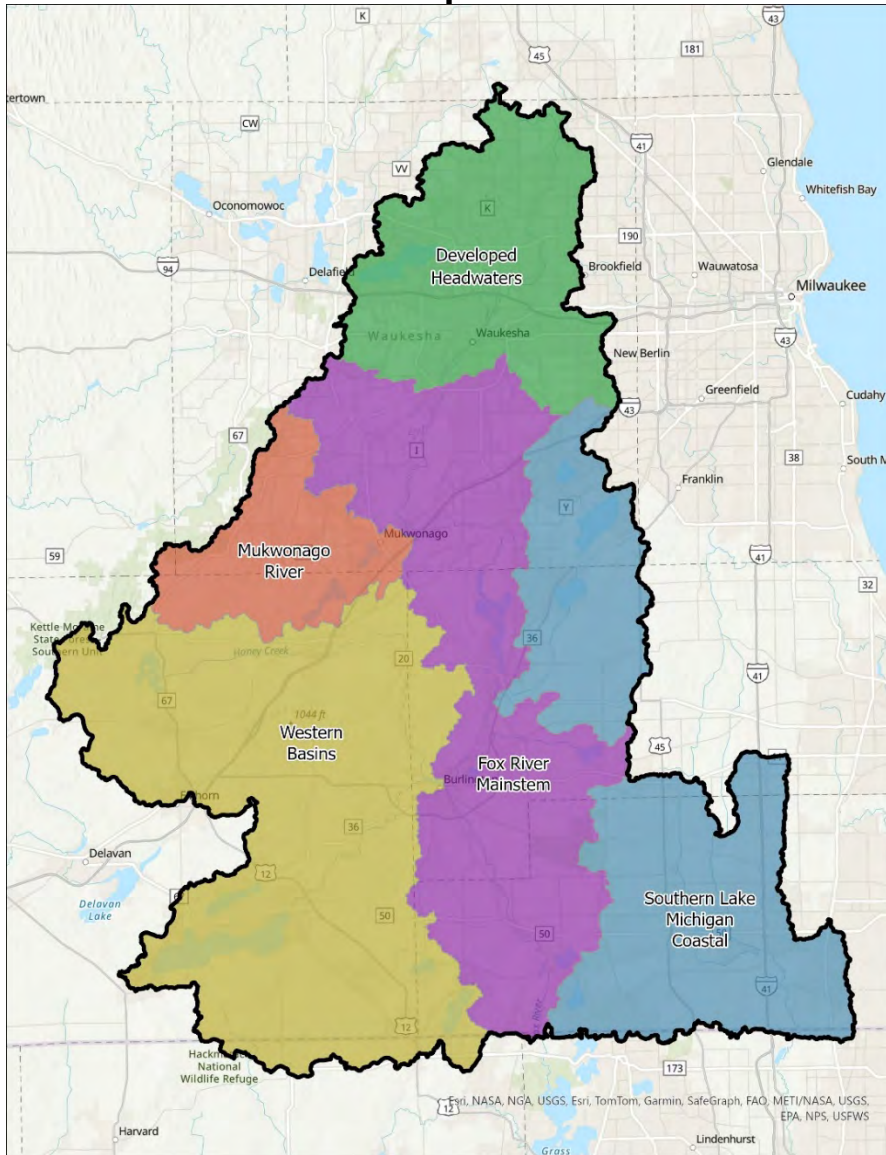 K
43
45
181
tertown
CW
41
Glendale
VV
Whitefish Bay
K
Oconomowoc
190
Developed
Headwaters
Brookfield
Wauwatosa
94
Delafield
Milwaukee
Waukesha
Waukesha
43
New Berlin
Greenfield
43
Cudahy
67
I
38
South M
Y
Franklin
59
Mukwonago
Mukwonago
River
41
32
36
Honey Creek
20
67
41
1044 ft
Western
Basins
45
Fox River
Mainstem
36
Delavan
12
Delavan
Lake
50
Southern Lake
Michigan
Coastal
50
41
12
National
Wildlife Refuge
173
Esri, NASA, NGA, USGS, Esri, TomTom, Garmin, SafeGraph, FAO, METI/NASA, USGS,
EPA, NPS, USFWS
12
Harvard
Grass
Lindenhurst